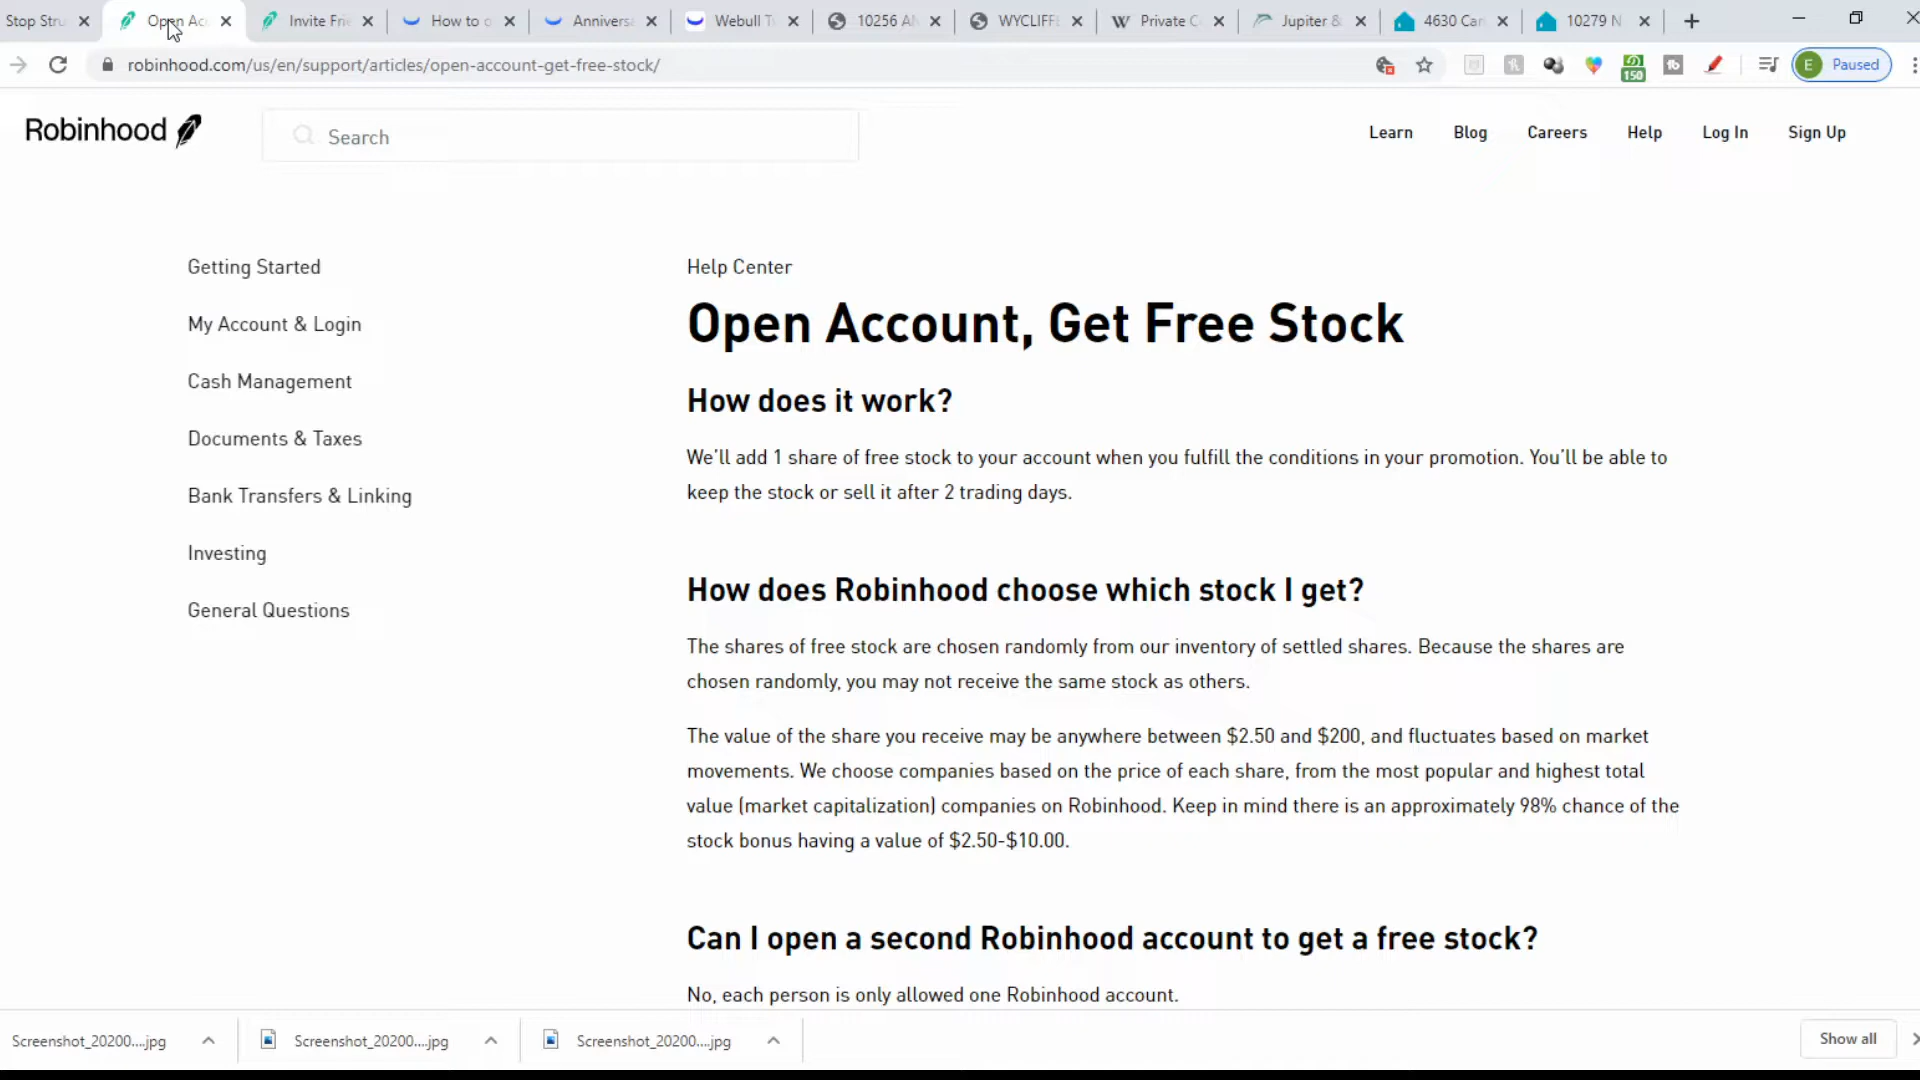 Stop Stru
Open Acc
Invite Frie
How to o
Anniversa
Webull T
10256 AN
WYCLIFFE
Private C
Jupiter &
4630 Can
10279 N
robinhood.com/us/en/support/articles/open-account-get-free-stock/
150
E Paused
Robinhood
Search
Learn
Blog
Careers
Help
Log In
Sign Up
Getting Started
My Account & Login
Cash Management
Documents & Taxes
Bank Transfers & Linking
Investing
General Questions
Help Center
Open Account, Get Free Stock
How does it work?
We'll add 1 share of free stock to your account when you fulfill the conditions in your promotion. You'll be able to
keep the stock or sell it after 2 trading days.
How does Robinhood choose which stock I get?
The shares of free stock are chosen randomly from our inventory of settled shares. Because the shares are
chosen randomly, you may not receive the same stock as others.
The value of the share you receive may be anywhere between $2.50 and $200, and fluctuates based on market
movements. We choose companies based on the price of each share, from the most popular and highest total
value (market capitalization) companies on Robinhood. Keep in mind there is an approximately 98% chance of the
stock bonus having a value of $2.50-$10.00.
Can I open a second Robinhood account to get a free stock?
No, each person is only allowed one Robinhood account.
Screenshot_20200....jpg
Screenshot_20200....jpg
Screenshot_20200....jpg
Show all